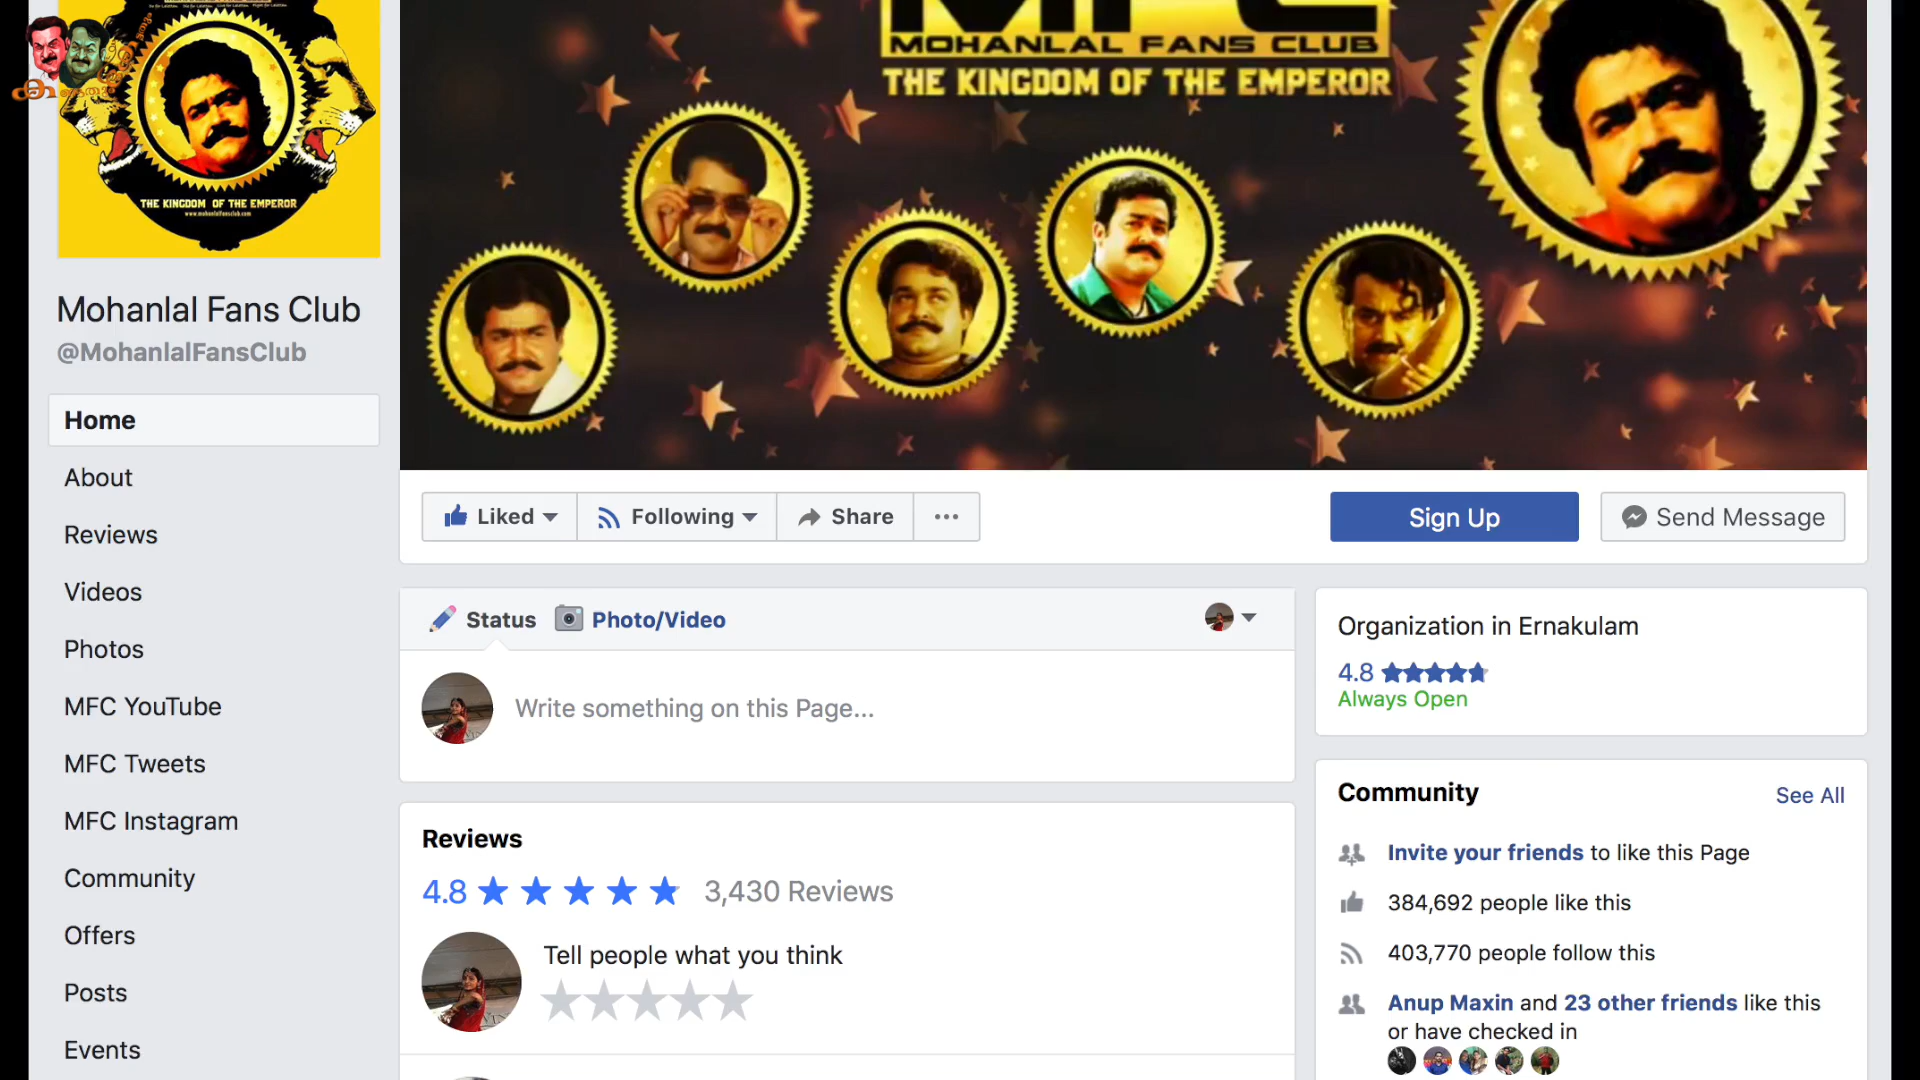 MFC
MOHANLAL FANS CLUB
THE KINGDOM OF THE EMPEROR
THE KINGDOM OF THE EMPEROR
www.mohanlalfansclub.com
Mohanlal Fans Club
@MohanlalFansClub
Home
About
Reviews
Videos
Photos
MFC YouTube
MFC Tweets
MFC Instagram
Community
Offers
Posts
Events
Liked
Following
Share
Sign Up
Send Message
Status
Photo/Video
Write something on this Page...
Reviews
4.8
3,430 Reviews
Tell people what you think
Organization in Ernakulam
4.8
Always Open
Community
See All
Invite your friends to like this Page
384,692 people like this
403,770 people follow this
Anup Maxin and 23 other friends like this
or have checked in